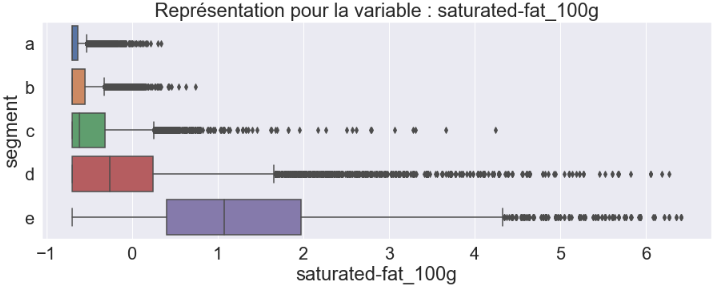 Représentation pour la variable : saturated-fat_100g
segment
a
b
c
d
e
−1 0 1 2 3 4 5 6
saturated-fat_100g